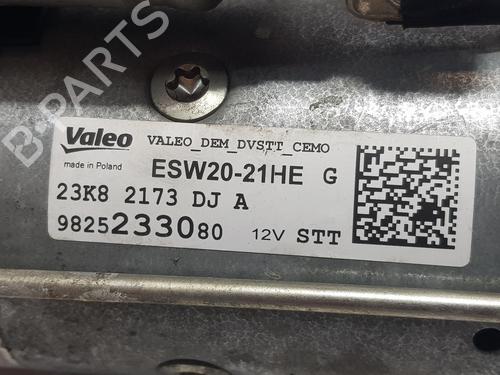 B-PARTS
Valeo VALEO_DEM_DVSTT_CEMO
made in Poland ESW20-21HE G
23K8 2173 DJ A
9825233080 12V STT